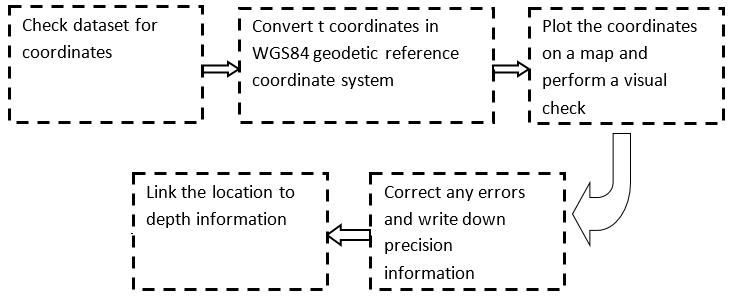 Check dataset for
coordinates
Convert t coordinates in
WGS84 geodetic reference
coordinate system
Plot the coordinates
on a map and
perform a visual
check
Correct any errors
and write down
precision
information
Link the location to
depth information